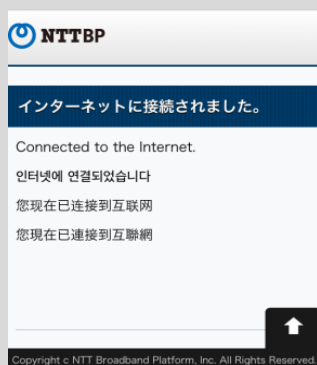 NTTBP
インターネットに接続されました。
Connected to the Internet.
인터넷에 연결되었습니다
您现在已连接到互联网
您現在已連接到互聯網
Copyright c NTT Broadband Platform, Inc. All Rights Reserved.